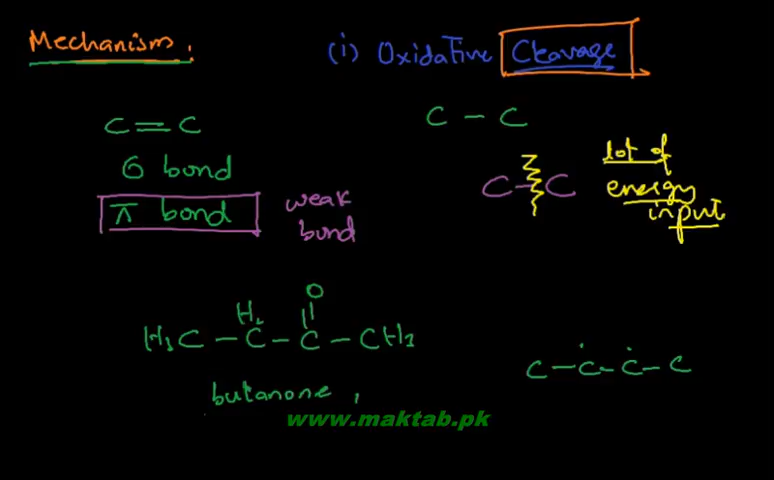 Mechanism.
(i) Oxidative Cleavage
C = C
C - C
σ bond
π bond
weak bond
C - C
lot of energy input
O
H₂
H₃C - C - C - CH₃
C - C - C - C
butanone,
www.maktab.pk